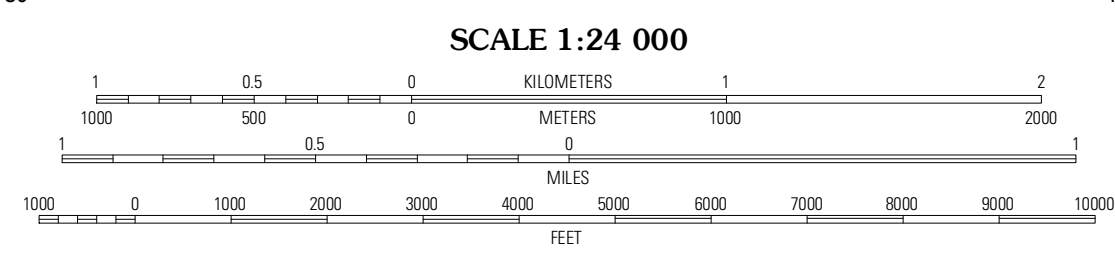 SCALE 1:24 000
1 0.5 0 KILOMETERS 1 2
1000 500 0 METERS 1000 2000
1 0.5 0 1
MILES
1000 0 1000 2000 3000 4000 5000 6000 7000 8000 9000 10000
FEET